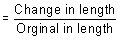 = Change in length
Orginal in length